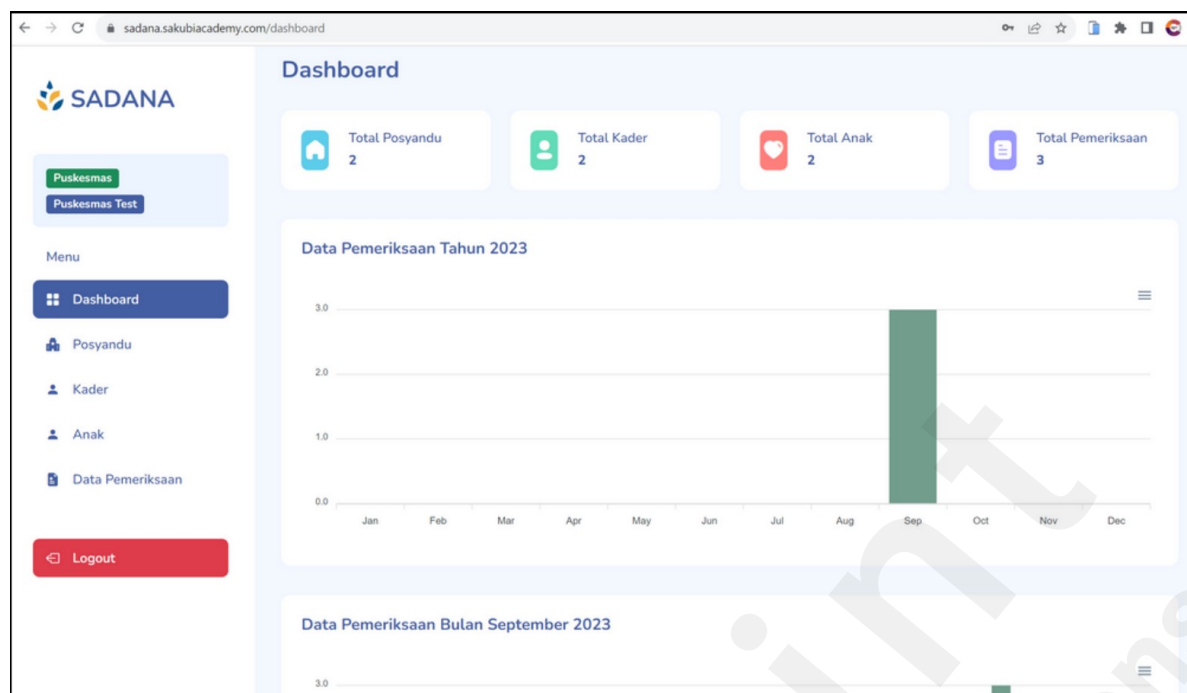 sadana.sakubiacademy.com/dashboard
SADANA
Puskesmas
Puskesmas Test
Menu
Dashboard
Posyandu
Kader
Anak
Data Pemeriksaan
Logout
Dashboard
Total Posyandu
2
Total Kader
2
Total Anak
2
Total Pemeriksaan
3
Data Pemeriksaan Tahun 2023
3.0
2.0
1.0
0.0
Jan Feb Mar Apr May Jun Jul Aug Sep Oct Nov Dec
Data Pemeriksaan Bulan September 2023
3.0
int